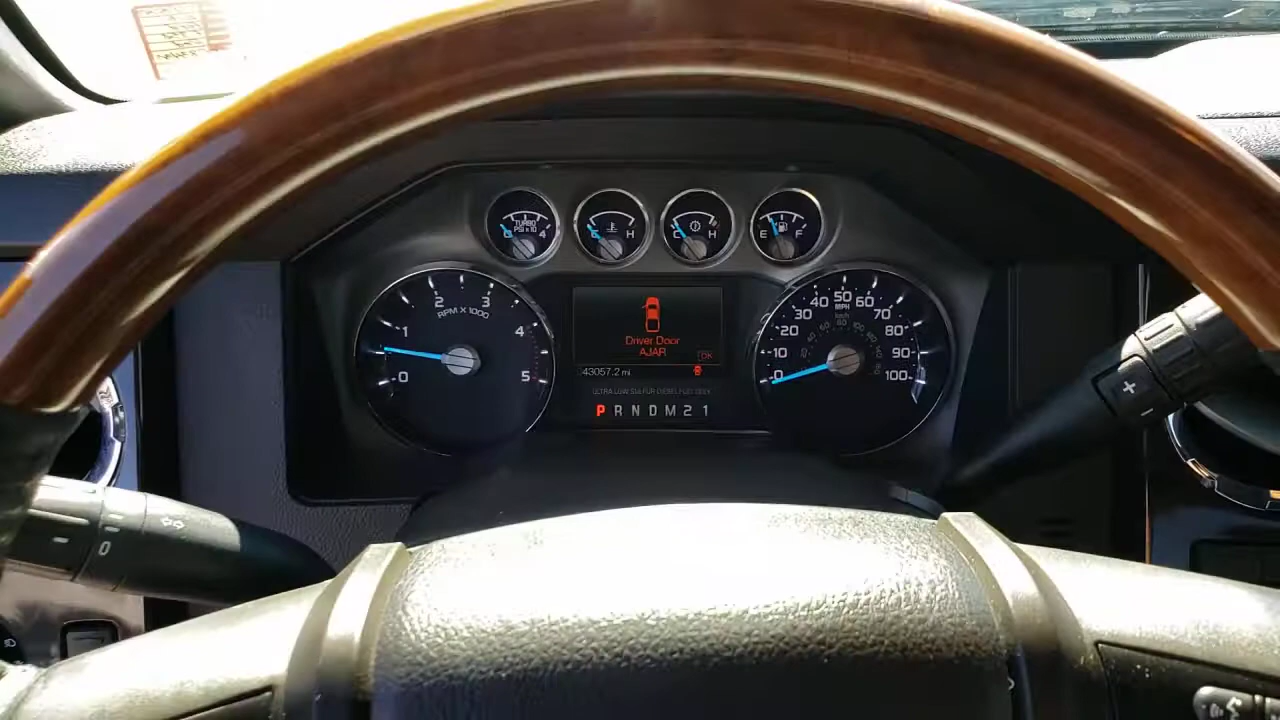 TURBO
PSI x 10
0 4
H
C H
E F
0 1 2 3 4 5
RPM X 1000
Driver Door
AJAR
OK
43057.2 mi
ULTRA LOW SULFUR DIESEL FUEL ONLY
P R N D M 2 1
0 10 20 30 40 50 60 70 80 90 100
MPH
km/h
+
-
0